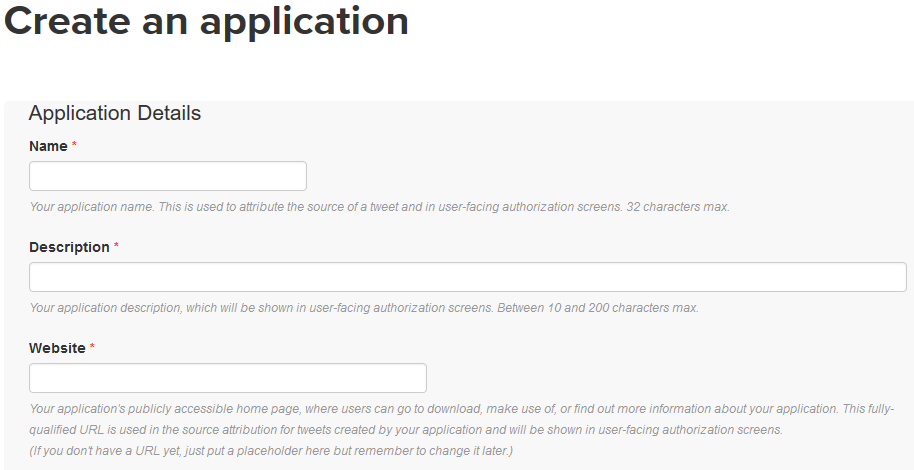 Create an application
Application Details
Name *
Your application name. This is used to attribute the source of a tweet and in user-facing authorization screens. 32 characters max.
Description *
Your application description, which will be shown in user-facing authorization screens. Between 10 and 200 characters max.
Website *
Your application's publicly accessible home page, where users can go to download, make use of, or find out more information about your application. This fully-
qualified URL is used in the source attribution for tweets created by your application and will be shown in user-facing authorization screens.
(If you don't have a URL yet, just put a placeholder here but remember to change it later.)